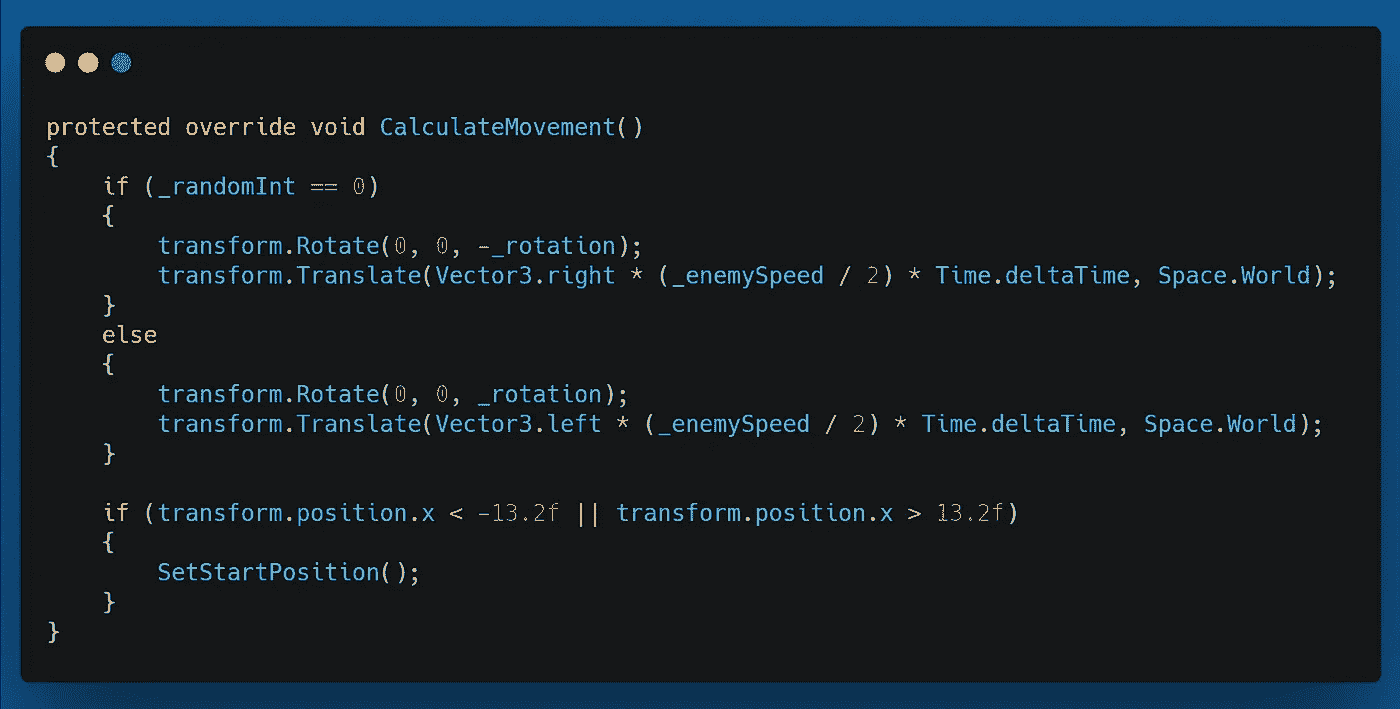 protected override void CalculateMovement()
{
    if (_randomInt == 0)
    {
        transform.Rotate(0, 0, -_rotation);
        transform.Translate(Vector3.right * (_enemySpeed / 2) * Time.deltaTime, Space.World);
    }
    else
    {
        transform.Rotate(0, 0, _rotation);
        transform.Translate(Vector3.left * (_enemySpeed / 2) * Time.deltaTime, Space.World);
    }

    if (transform.position.x < -13.2f || transform.position.x > 13.2f)
    {
        SetStartPosition();
    }
}